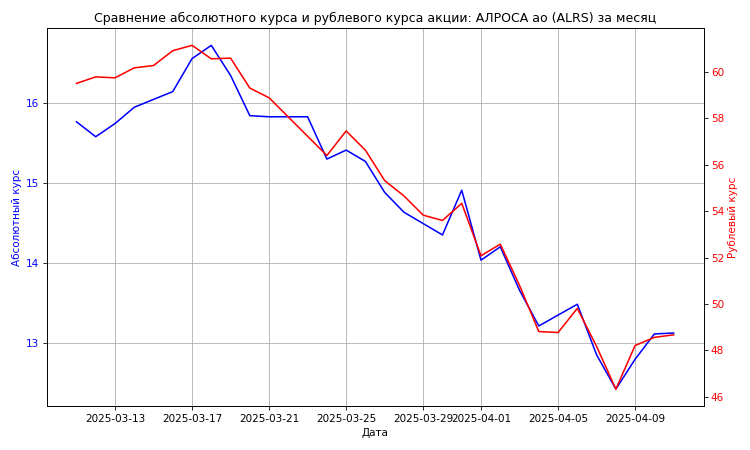 Сравнение абсолютного курса и рублевого курса акции: АЛРОСА ао (ALRS) за месяц
16
15
14
13
Абсолютный курс
60
58
56
54
52
50
48
46
Рублевый курс
2025-03-13 2025-03-17 2025-03-21 2025-03-25 2025-03-29 2025-04-01 2025-04-05 2025-04-09
Дата